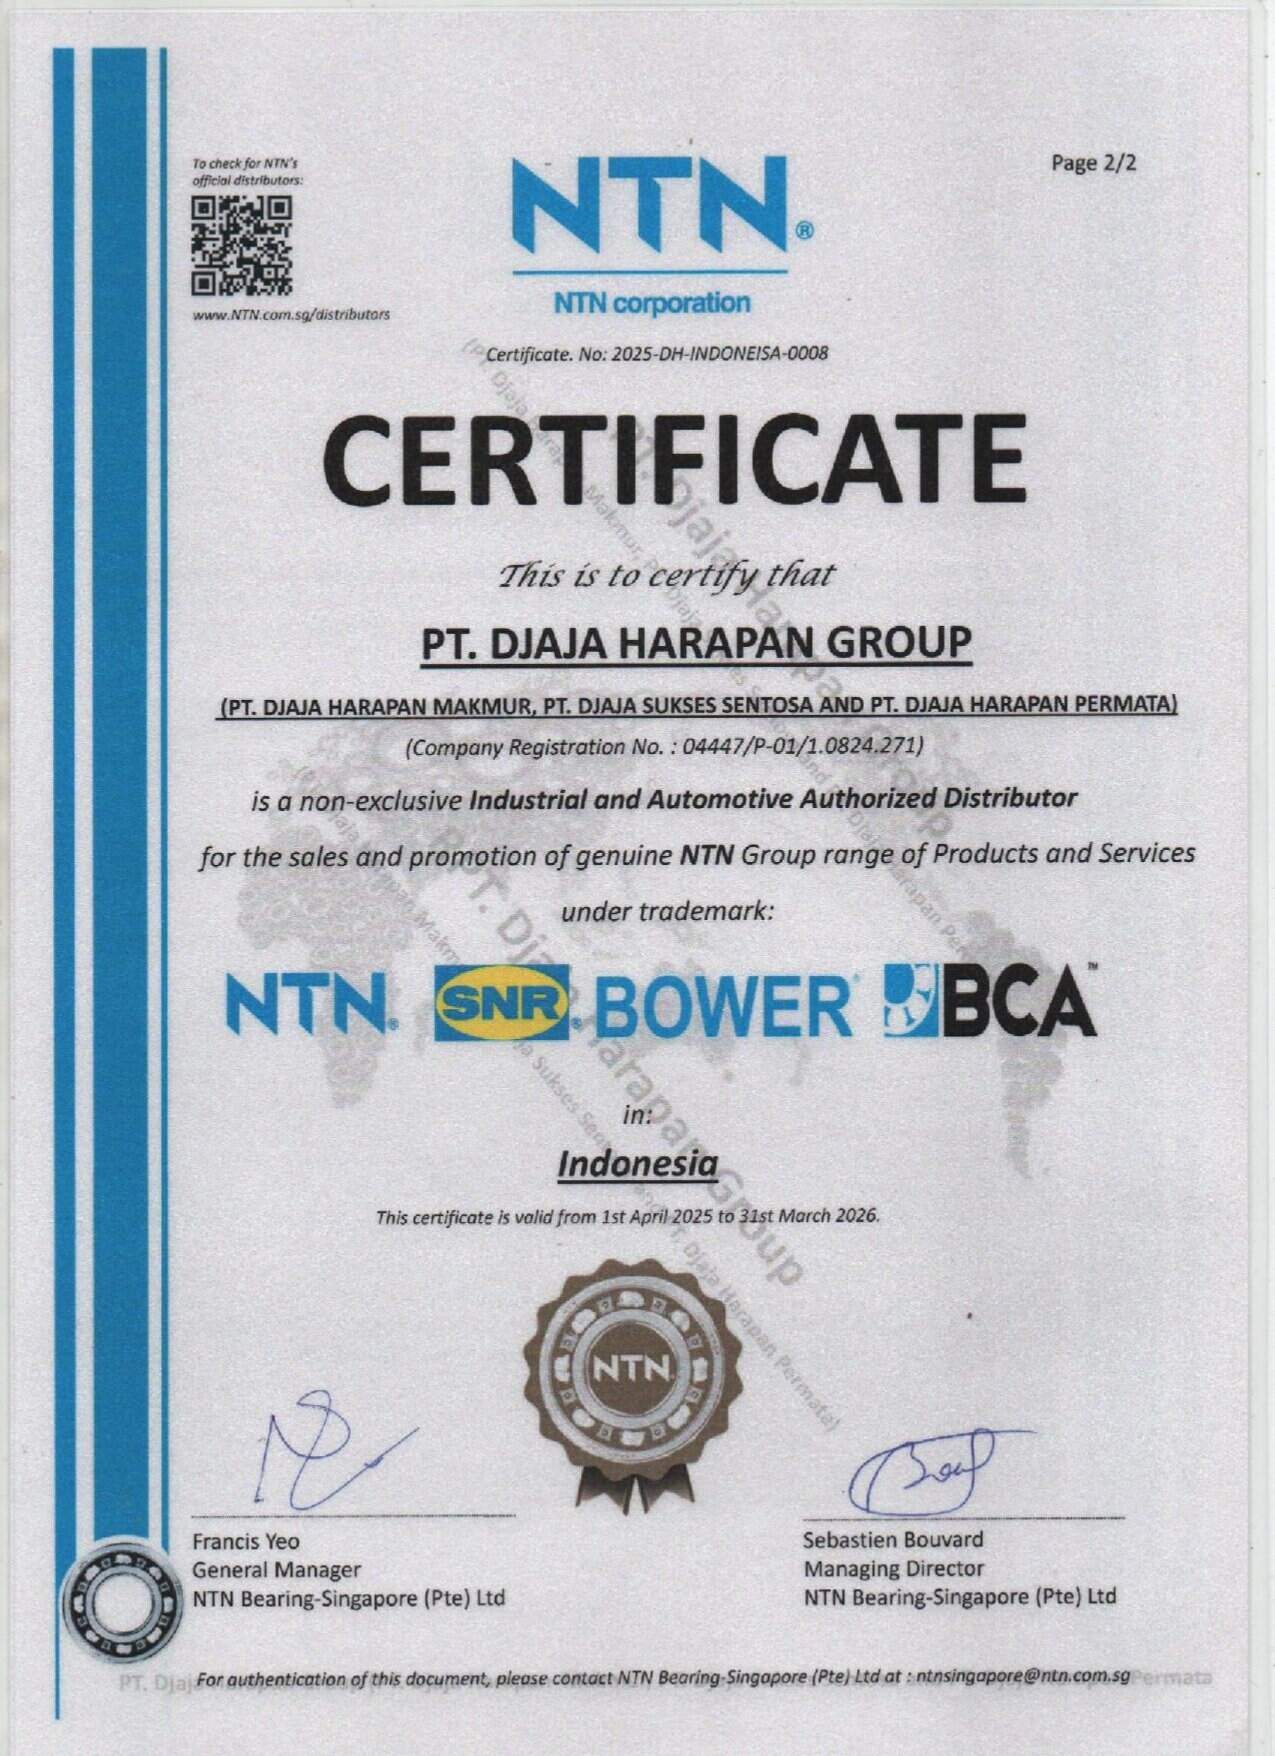 To check for NTN's
official distributors:
www.NTN.com.sg/distributors
Page 2/2
NTN®
NTN corporation
Certificate. No: 2025-DH-INDONEISA-0008
CERTIFICATE
This is to certify that
PT. DJAJA HARAPAN GROUP
(PT. DJAJA HARAPAN MAKMUR, PT. DJAJA SUKSES SENTOSA AND PT. DJAJA HARAPAN PERMATA)
(Company Registration No. : 04447/P-01/1.0824.271)
is a non-exclusive Industrial and Automotive Authorized Distributor
for the sales and promotion of genuine NTN Group range of Products and Services
under trademark:
NTN® SNR® BOWER® BCA™
in:
Indonesia
This certificate is valid from 1st April 2025 to 31st March 2026.
NTN
Francis Yeo
General Manager
NTN Bearing-Singapore (Pte) Ltd
Sebastien Bouvard
Managing Director
NTN Bearing-Singapore (Pte) Ltd
For authentication of this document, please contact NTN Bearing-Singapore (Pte) Ltd at : ntnsingapore@ntn.com.sg